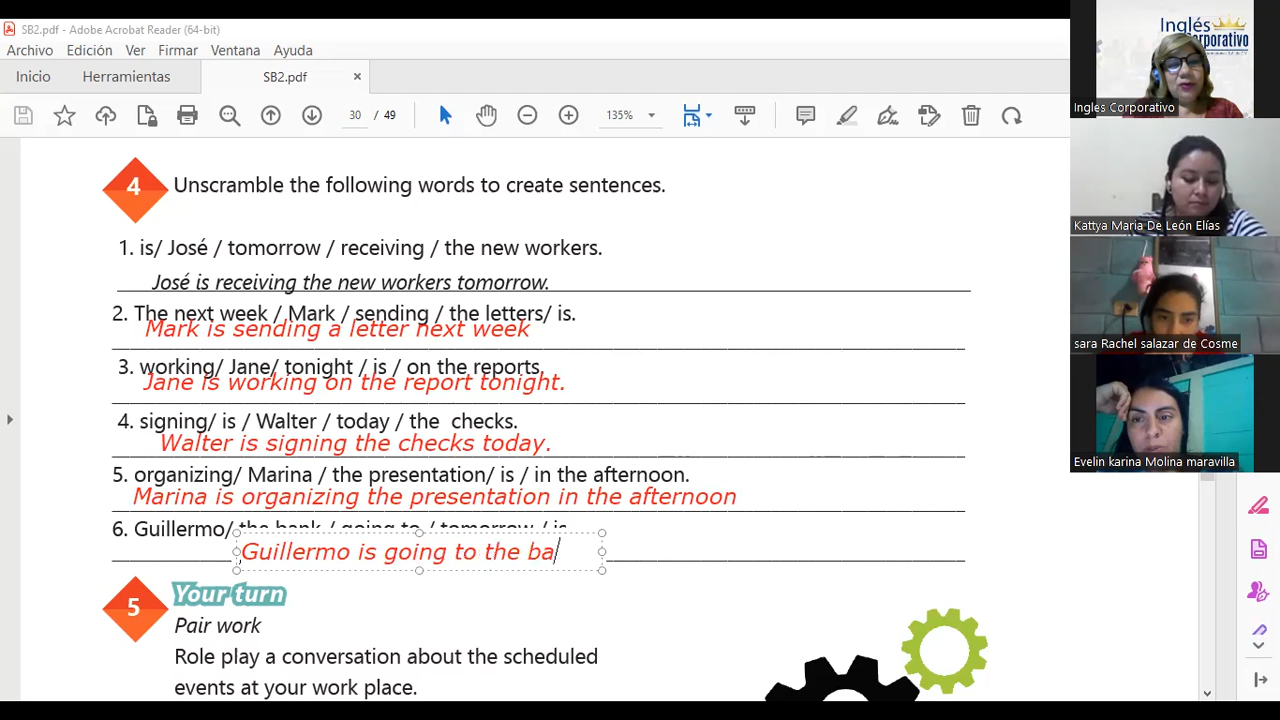 SB2.pdf - Adobe Acrobat Reader (64-bit)
Archivo Edición Ver Firmar Ventana Ayuda
Inicio Herramientas SB2.pdf ×
30 / 49 135%
4 Unscramble the following words to create sentences.
1. is/ José / tomorrow / receiving / the new workers.
José is receiving the new workers tomorrow.
2. The next week / Mark / sending / the letters/ is.
Mark is sending a letter next week
3. working/ Jane/ tonight / is / on the reports.
Jane is working on the report tonight.
4. signing/ is / Walter / today / the checks.
Walter is signing the checks today.
5. organizing/ Marina / the presentation/ is / in the afternoon.
Marina is organizing the presentation in the afternoon
6. Guillermo/ the bank / going to / tomorrow / is
Guillermo is going to the ba
5 Your turn
Pair work
Role play a conversation about the scheduled
events at your work place.
Inglés
Corporativo
Ingles Corporativo
Kattya Maria De León Elías
sara Rachel salazar de Cosme
Evelin karina Molina maravilla